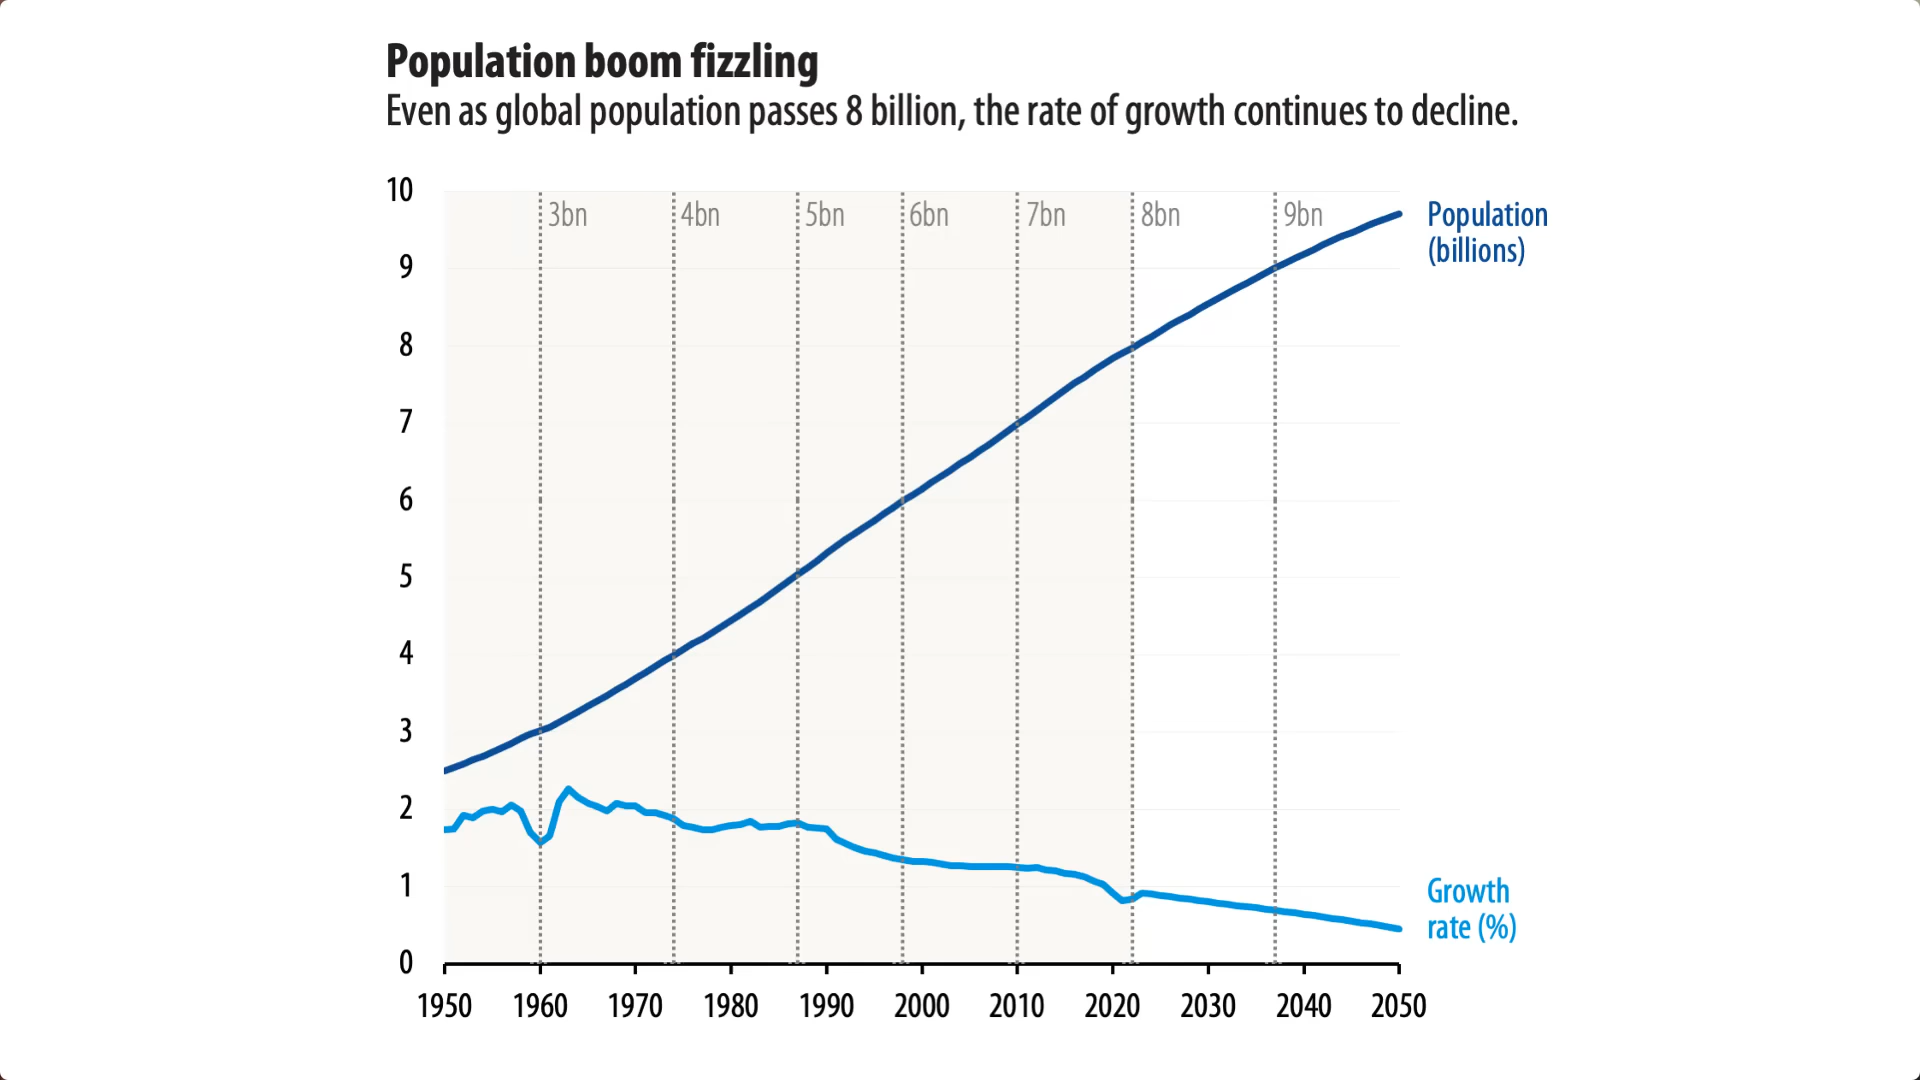 Population boom fizzling
Even as global population passes 8 billion, the rate of growth continues to decline.
10
9
8
7
6
5
4
3
2
1
0
3bn
4bn
5bn
6bn
7bn
8bn
9bn
Population
(billions)
Growth
rate (%)
1950
1960
1970
1980
1990
2000
2010
2020
2030
2040
2050